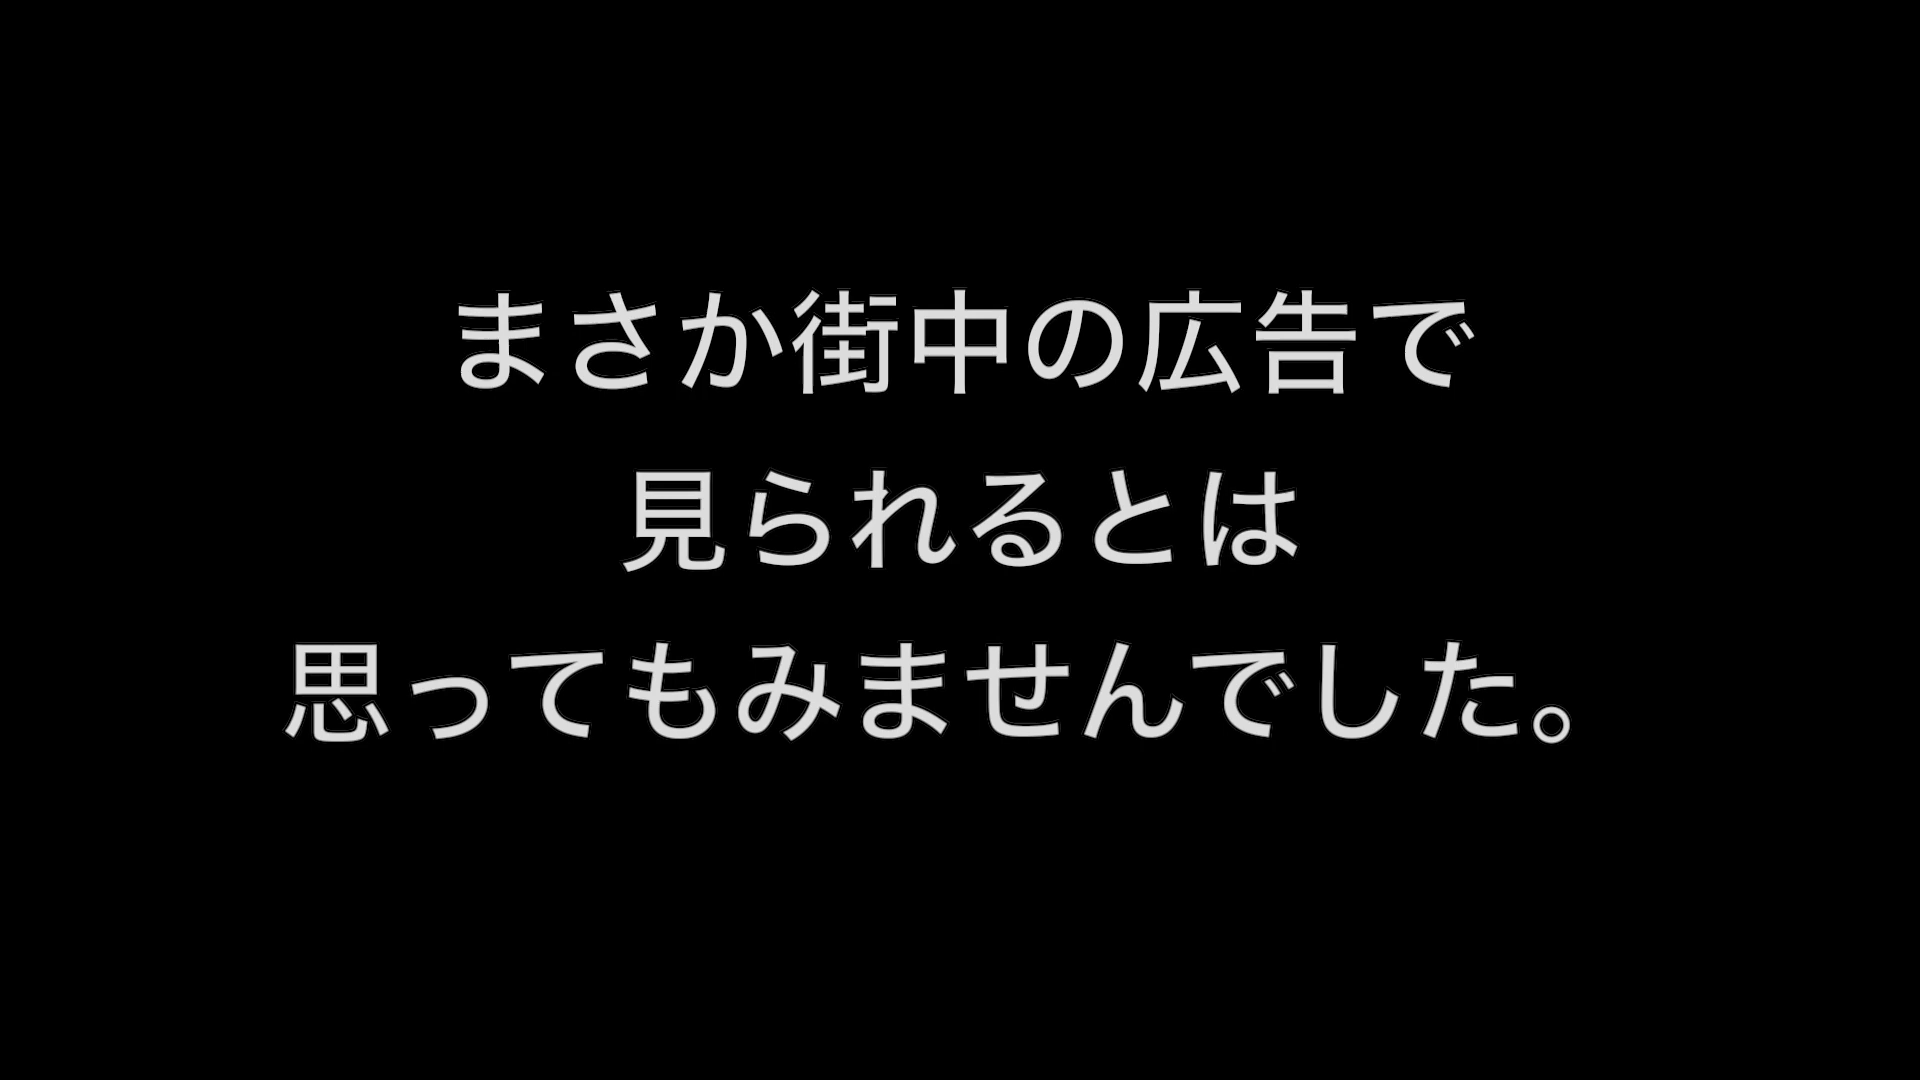 まさか街中の広告で
見られるとは
思ってもみませんでした。